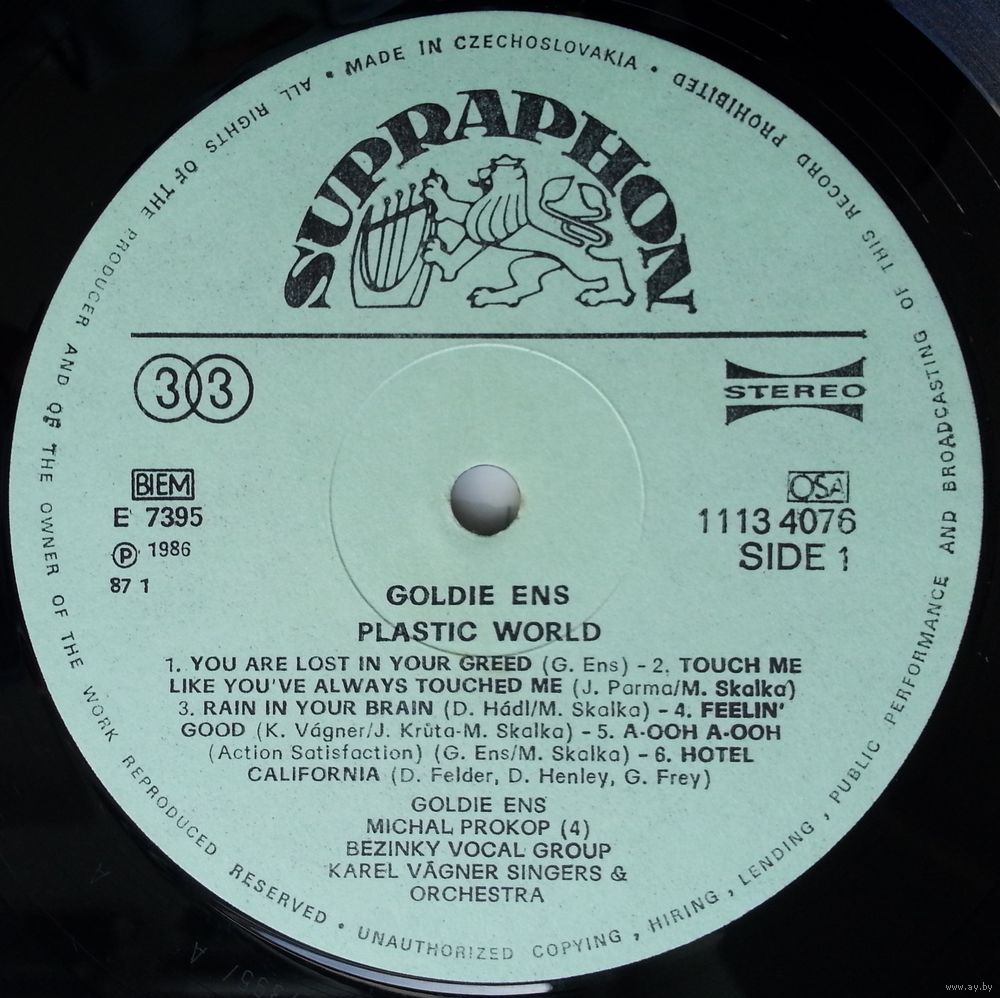 ALL RIGHTS OF THE PRODUCER AND OF THE OWNER OF THE WORK REPRODUCED RESERVED • UNAUTHORIZED COPYING, HIRING, LENDING, PUBLIC PERFORMANCE AND BROADCASTING OF THIS RECORD PROHIBITED • MADE IN CZECHOSLOVAKIA •
SUPRAPHON
33
STEREO
BIEM
E 7395
Ⓟ 1986
87 1
OSA
1113 4076
SIDE 1
GOLDIE ENS
PLASTIC WORLD
1. YOU ARE LOST IN YOUR GREED (G. Ens) – 2. TOUCH ME
LIKE YOU'VE ALWAYS TOUCHED ME (J. Parma/M. Skalka)
3. RAIN IN YOUR BRAIN (D. Hádl/M. Skalka) – 4. FEELIN'
GOOD (K. Vágner/J. Krůta-M. Skalka) – 5. A-OOH A-OOH
(Action Satisfaction) (G. Ens/M. Skalka) – 6. HOTEL
CALIFORNIA (D. Felder, D. Henley, G. Frey)
GOLDIE ENS
MICHAL PROKOP (4)
BEZINKY VOCAL GROUP
KAREL VÁGNER SINGERS &
ORCHESTRA
www.ay.by